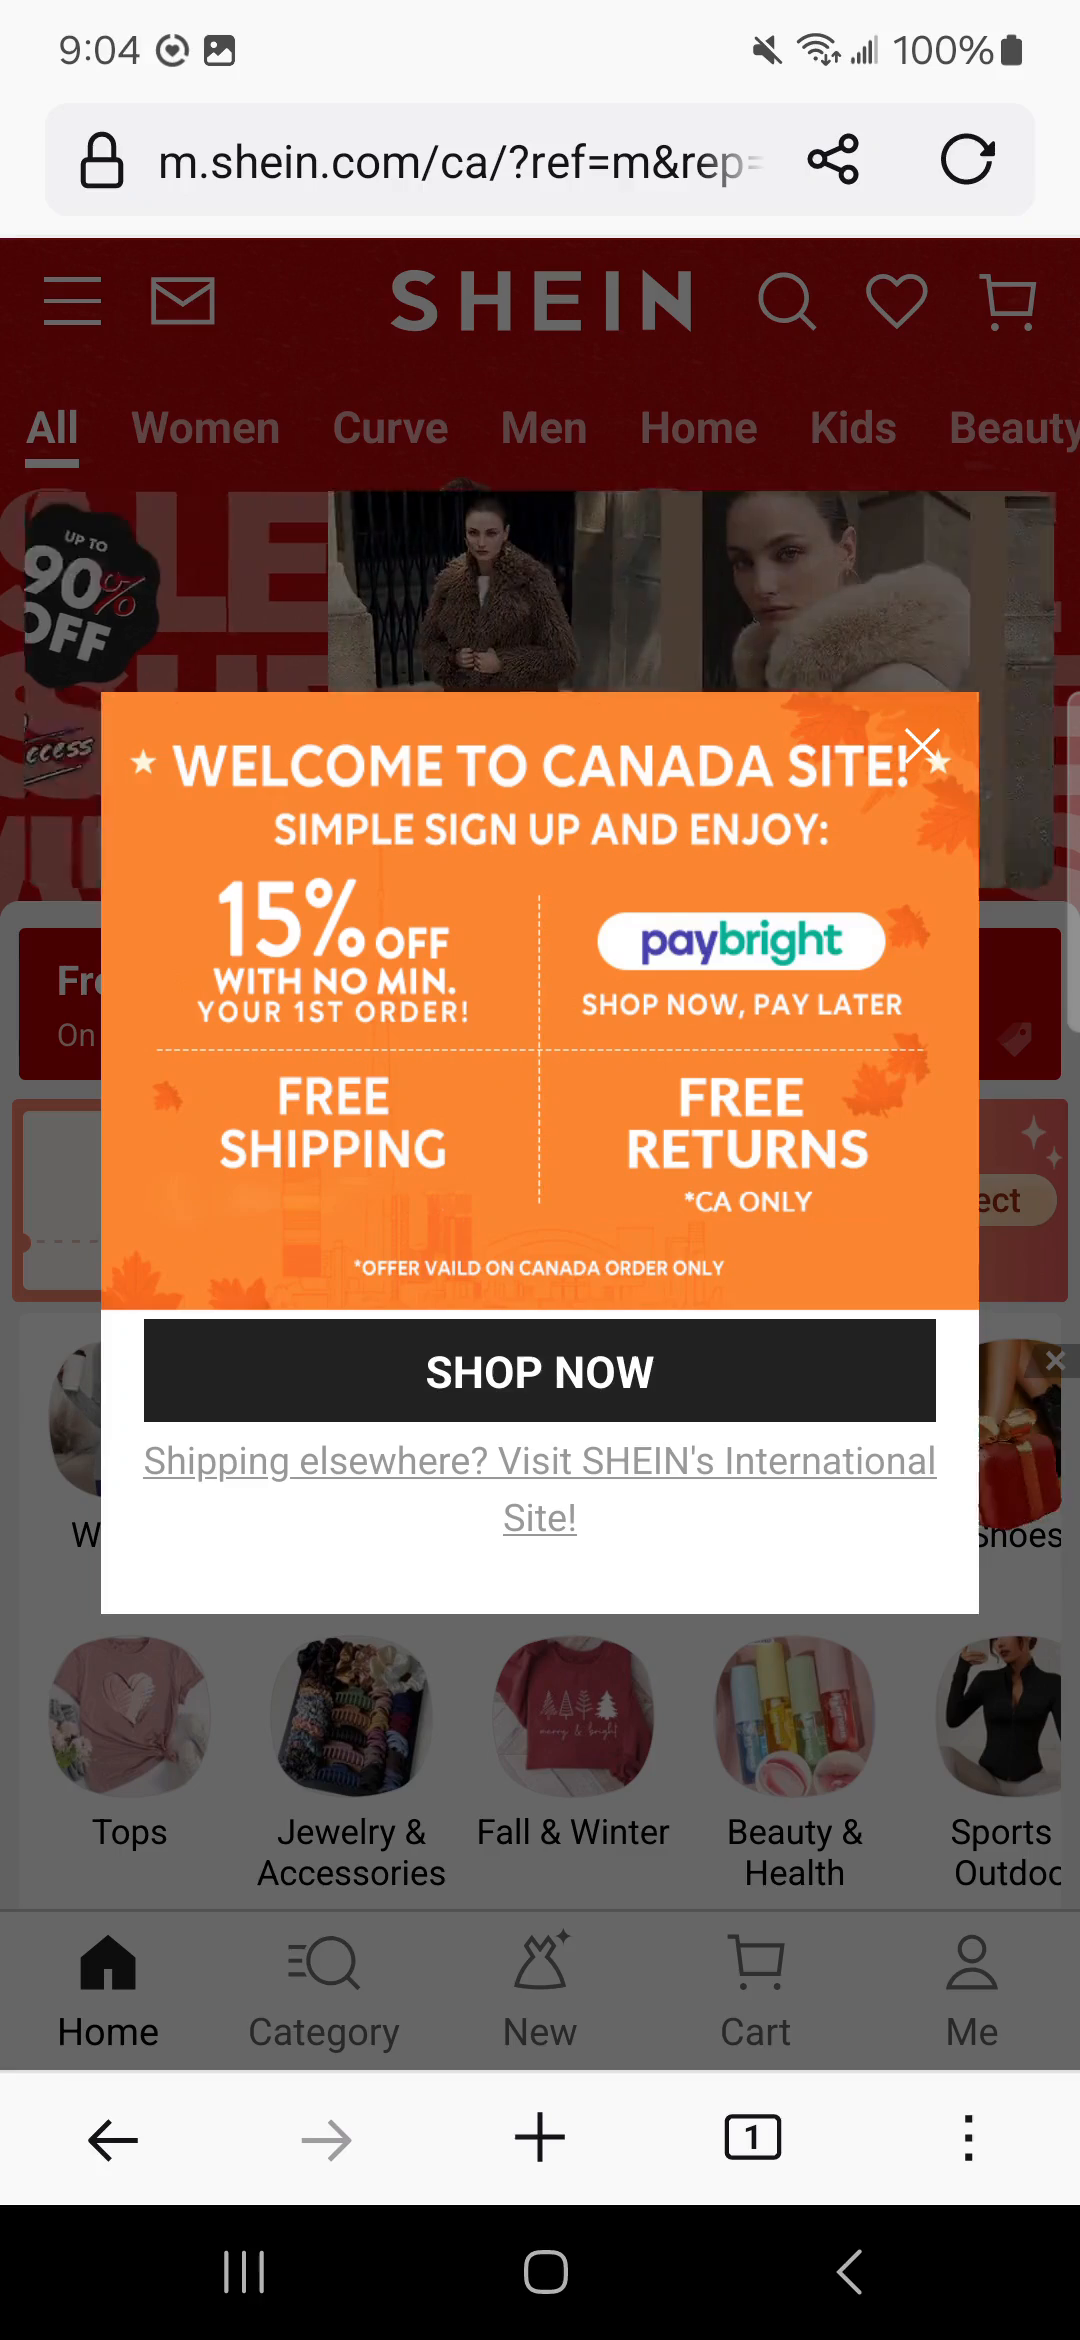 9:04
100%
m.shein.com/ca/?ref=m&rep=
SHEIN
All Women Curve Men Home Kids Beauty
UP TO
90%
OFF
WELCOME TO CANADA SITE!
SIMPLE SIGN UP AND ENJOY:
15% OFF
WITH NO MIN.
YOUR 1ST ORDER!
paybright
SHOP NOW, PAY LATER
FREE
SHIPPING
FREE
RETURNS
*CA ONLY
*OFFER VAILD ON CANADA ORDER ONLY
On
SHOP NOW
Shipping elsewhere? Visit SHEIN's International
Site!
Shoes
Tops
Jewelry &
Accessories
Fall & Winter
merry & bright
Beauty &
Health
Sports
Outdoo
Home
Category
New
Cart
Me
1